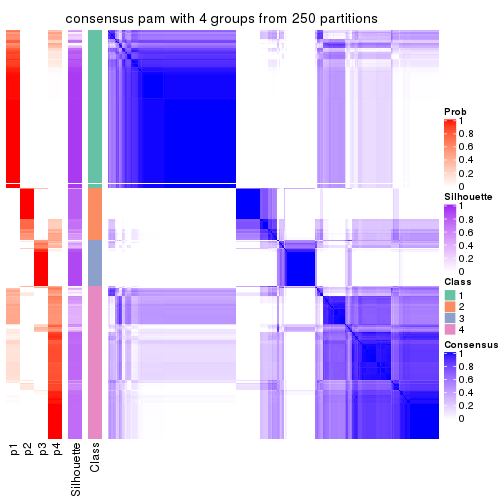 consensus pam with 4 groups from 250 partitions
Prob
1
0.8
0.6
0.4
0.2
0
Silhouette
1
0.8
0.6
0.4
0.2
0
Class
1
2
3
4
Consensus
1
0.8
0.6
0.4
0.2
0
p1
p2
p3
p4
Silhouette
Class